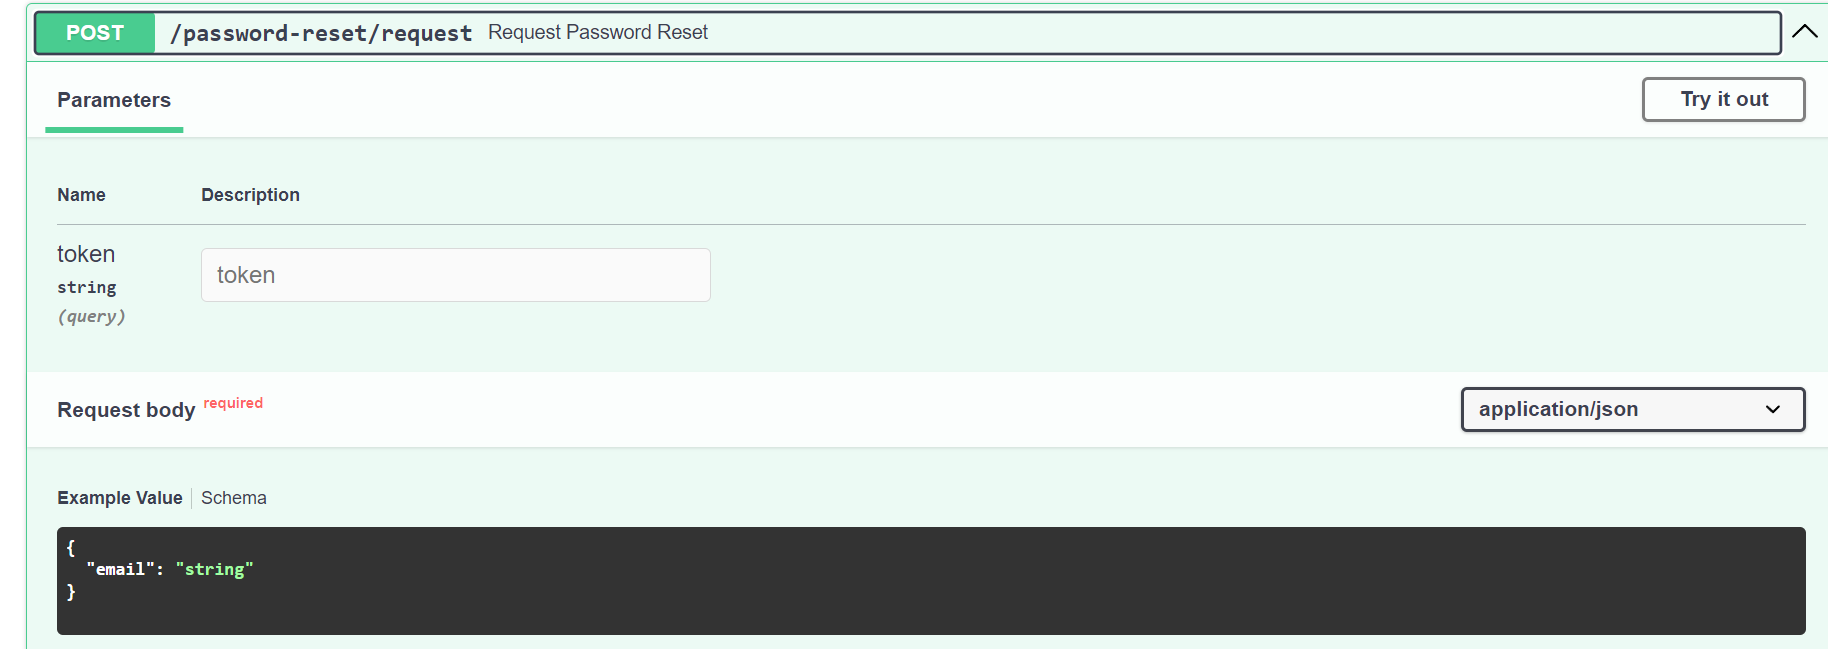 POST /password-reset/request Request Password Reset
Parameters
Try it out
Name Description
token
string
(query)
token
Request body required
application/json
Example Value Schema
{
  "email": "string"
}